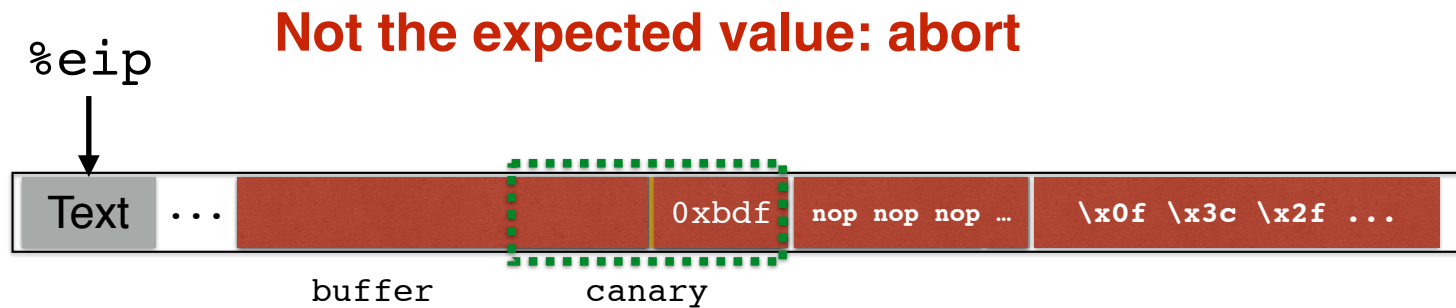 Not the expected value: abort
%eip
Text ... 0xbdf nop nop nop … \x0f \x3c \x2f ...
buffer canary